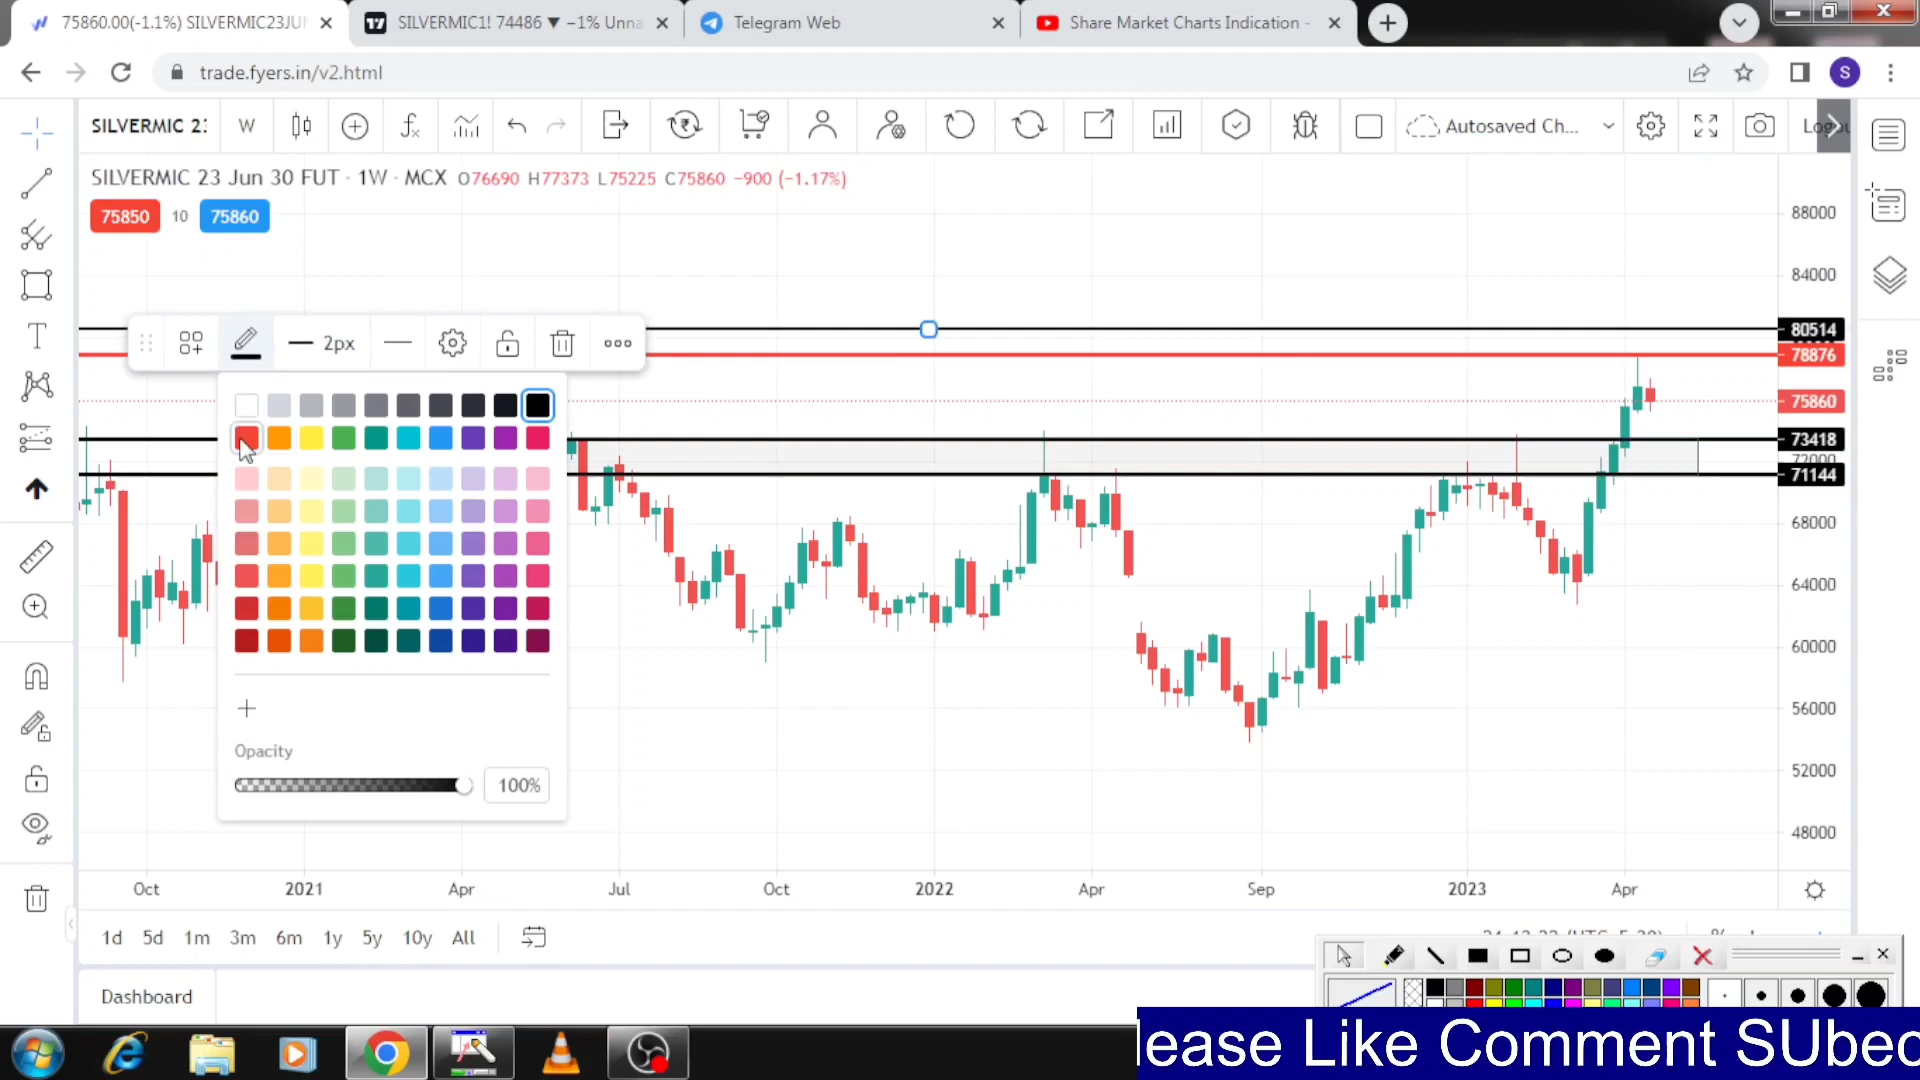 75860.00(-1.1%) SILVERMIC23JUN
SILVERMIC1! 74486 ▼ −1% Unna
Telegram Web
Share Market Charts Indication -
trade.fyers.in/v2.html
S
SILVERMIC 23
W
Autosaved Ch...
SILVERMIC 23 Jun 30 FUT · 1W · MCX O76690 H77373 L75225 C75860 −900 (−1.17%)
75850 10 75860
2px
88000
84000
80514
78876
75860
73418
72000
71144
68000
64000
60000
56000
52000
48000
Opacity
100%
Oct 2021 Apr Jul Oct 2022 Apr Sep 2023 Apr
1d 5d 1m 3m 6m 1y 5y 10y All
Dashboard
lease Like Comment SUbec